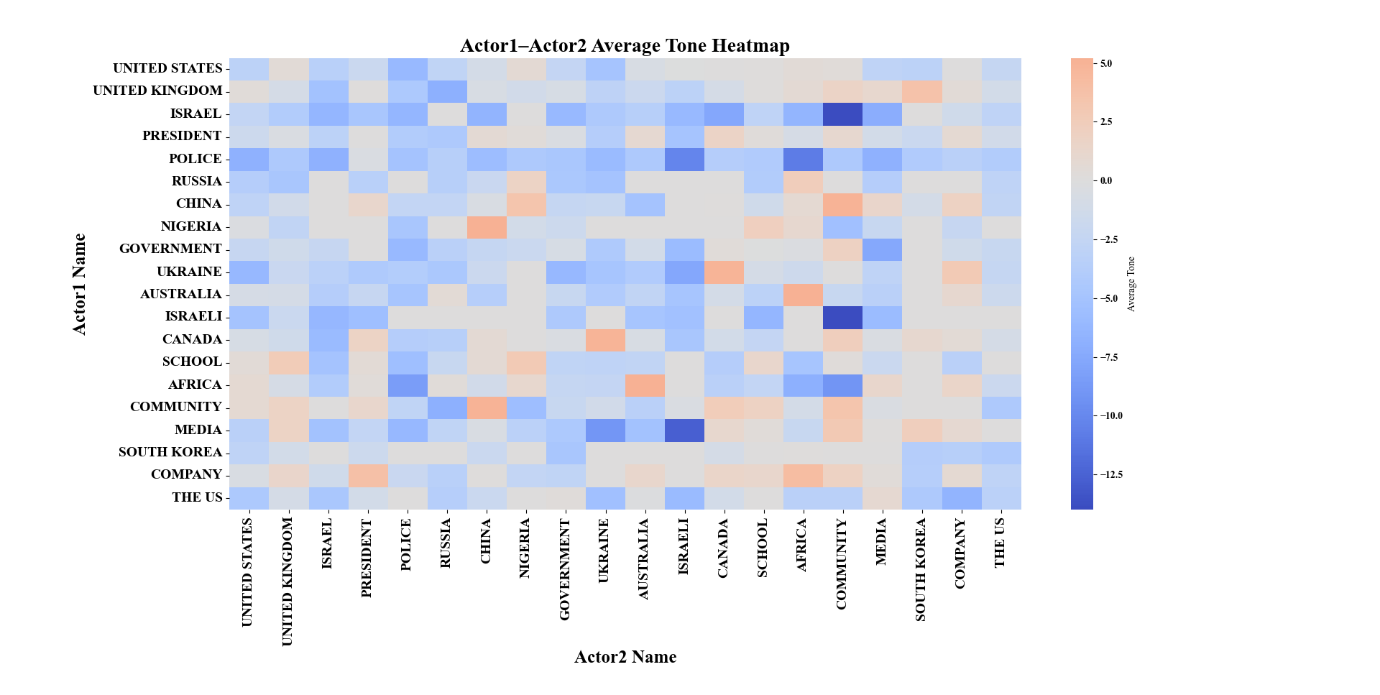 Actor1–Actor2 Average Tone Heatmap
UNITED STATES
UNITED KINGDOM
ISRAEL
PRESIDENT
POLICE
RUSSIA
CHINA
NIGERIA
GOVERNMENT
UKRAINE
AUSTRALIA
ISRAELI
CANADA
SCHOOL
AFRICA
COMMUNITY
MEDIA
SOUTH KOREA
COMPANY
THE US
Actor1 Name
UNITED STATES
UNITED KINGDOM
ISRAEL
PRESIDENT
POLICE
RUSSIA
CHINA
NIGERIA
GOVERNMENT
UKRAINE
AUSTRALIA
ISRAELI
CANADA
SCHOOL
AFRICA
COMMUNITY
MEDIA
SOUTH KOREA
COMPANY
THE US
Actor2 Name
5.0
2.5
0.0
−2.5
−5.0
−7.5
−10.0
−12.5
Average Tone